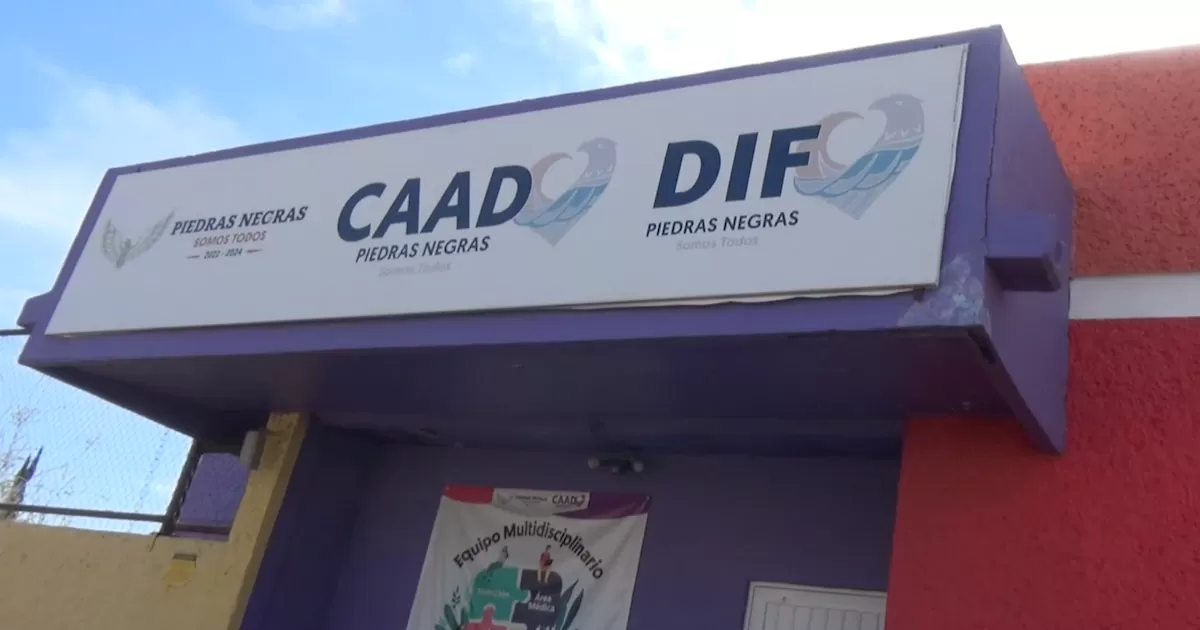 PIEDRAS NEGRAS
SOMOS TODOS
2022 - 2024
CAAD
PIEDRAS NEGRAS
Somos Todos
DIF
PIEDRAS NEGRAS
Somos Todos
CAAD
Equipo Multidisciplinario
Área
Médica